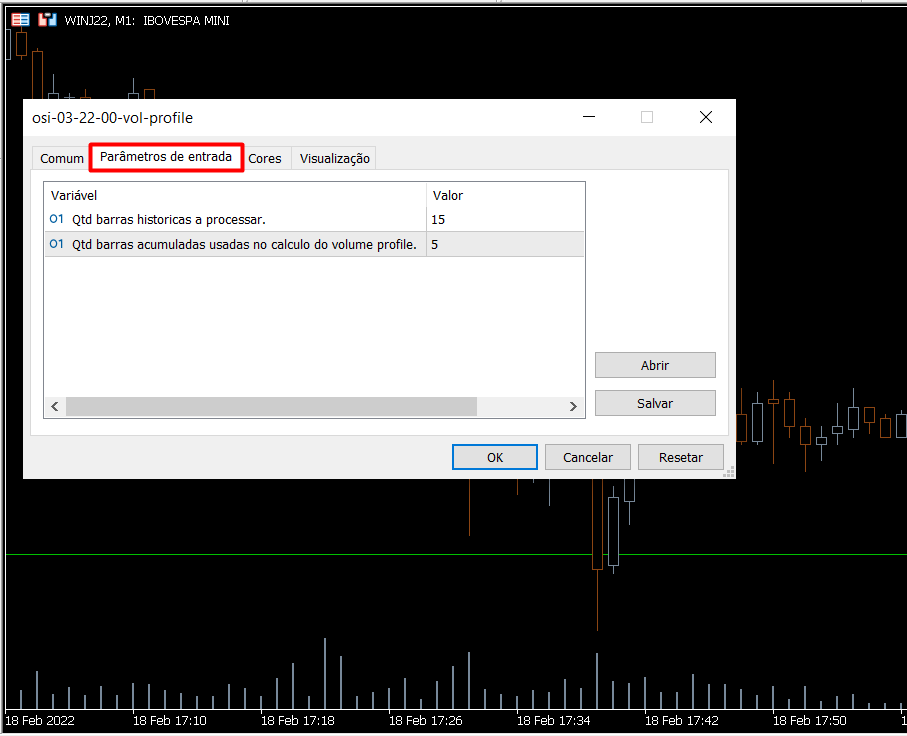 WINJ22, M1: IBOVESPA MINI
osi-03-22-00-vol-profile
Comum Parâmetros de entrada Cores Visualização
Variável Valor
01 Qtd barras historicas a processar. 15
01 Qtd barras acumuladas usadas no calculo do volume profile. 5
Abrir
Salvar
OK Cancelar Resetar
18 Feb 2022 18 Feb 17:10 18 Feb 17:18 18 Feb 17:26 18 Feb 17:34 18 Feb 17:42 18 Feb 17:50